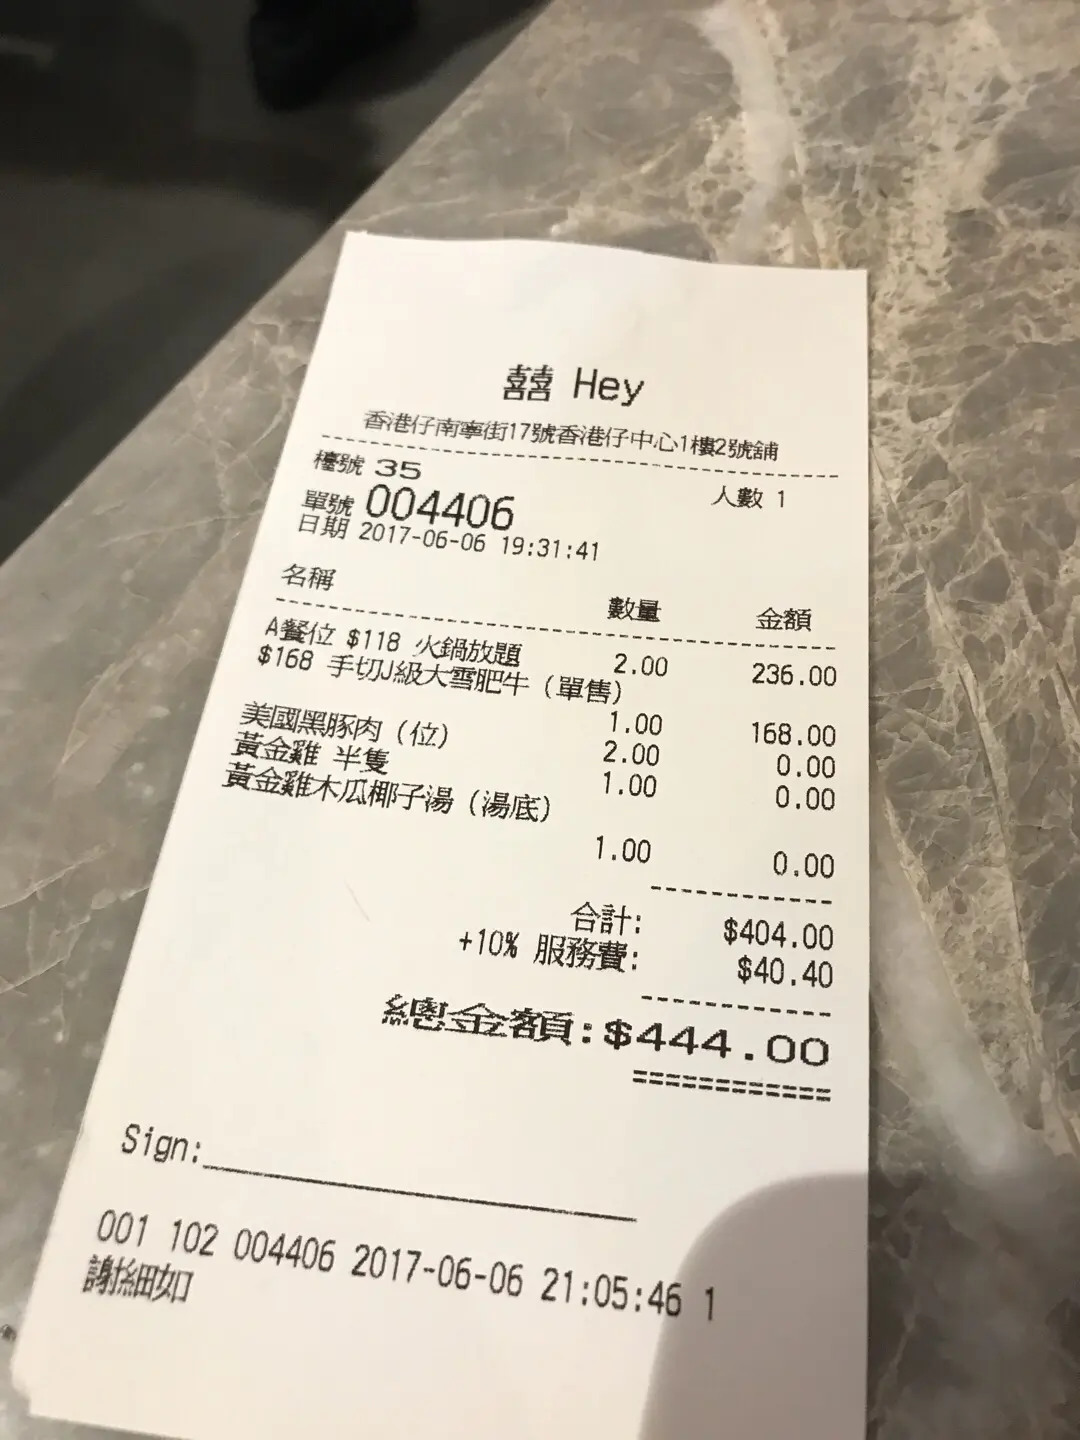 囍囍 Hey
香港仔南寧街17號香港仔中心1樓2號舖
檯號 35 人數 1
單號 004406
日期 2017-06-06 19:31:41
名稱 數量 金額
A餐位 $118 火鍋放題 2.00 236.00
$168 手切J級大雪肥牛（單售）
1.00 168.00
美國黑豚肉（位） 2.00 0.00
黃金雞 半隻 1.00 0.00
黃金雞木瓜椰子湯（湯底）
1.00 0.00
合計: $404.00
+10% 服務費: $40.40
總金額:$444.00
============
Sign:
001 102 004406 2017-06-06 21:05:46 1
謝細如